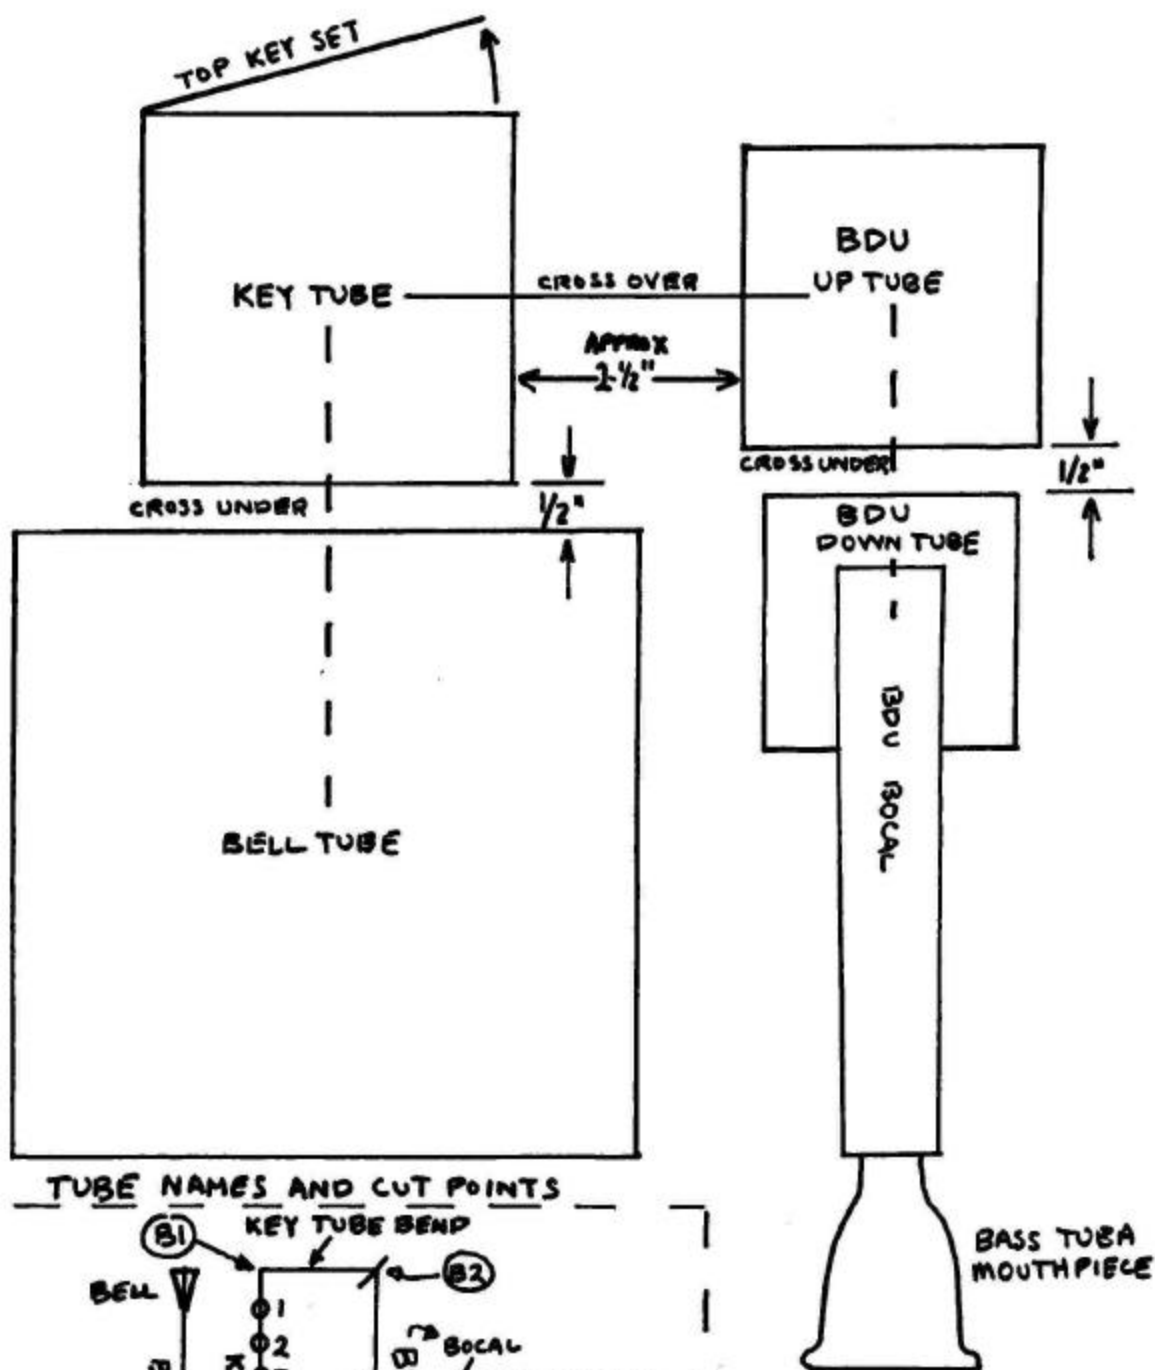 TOP KEY SET
BDU
UP TUBE
KEY TUBE
CROSS OVER
APPROX
2½"
CROSS UNDER
1/2"
CROSS UNDER
1/2"
BDU
DOWN TUBE
BDU BOCAL
BELL TUBE
TUBE NAMES AND CUT POINTS
B1
KEY TUBE BEND
B2
BELL
1
2
BOCAL
BASS TUBA
MOUTHPIECE